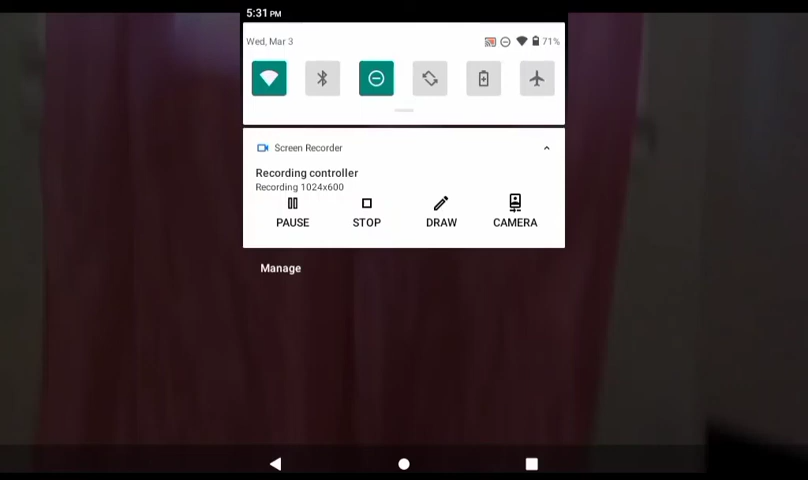 5:31 PM
Wed, Mar 3
71%
Screen Recorder
Recording controller
Recording 1024x600
PAUSE STOP DRAW CAMERA
Manage